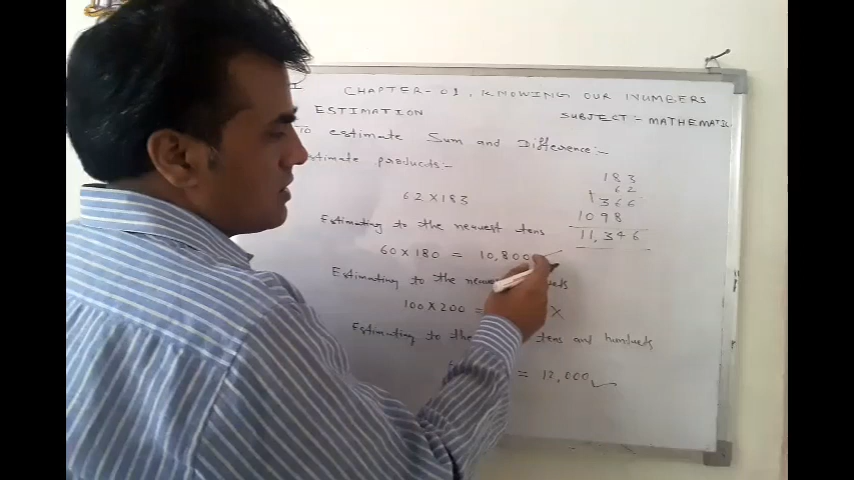 CHAPTER-01. KNOWING OUR NUMBERS
ESTIMATION SUBJECT:- MATHEMATIC
TO estimate Sum and Difference:-
estimate products:-
62 X 183
Estimating to the nearest tens
60 X 180 = 10,800
Estimating to the
100 X 200 = X
Estimating to the tens and hundreds
= 12,000
183
62
366
1098
11,346